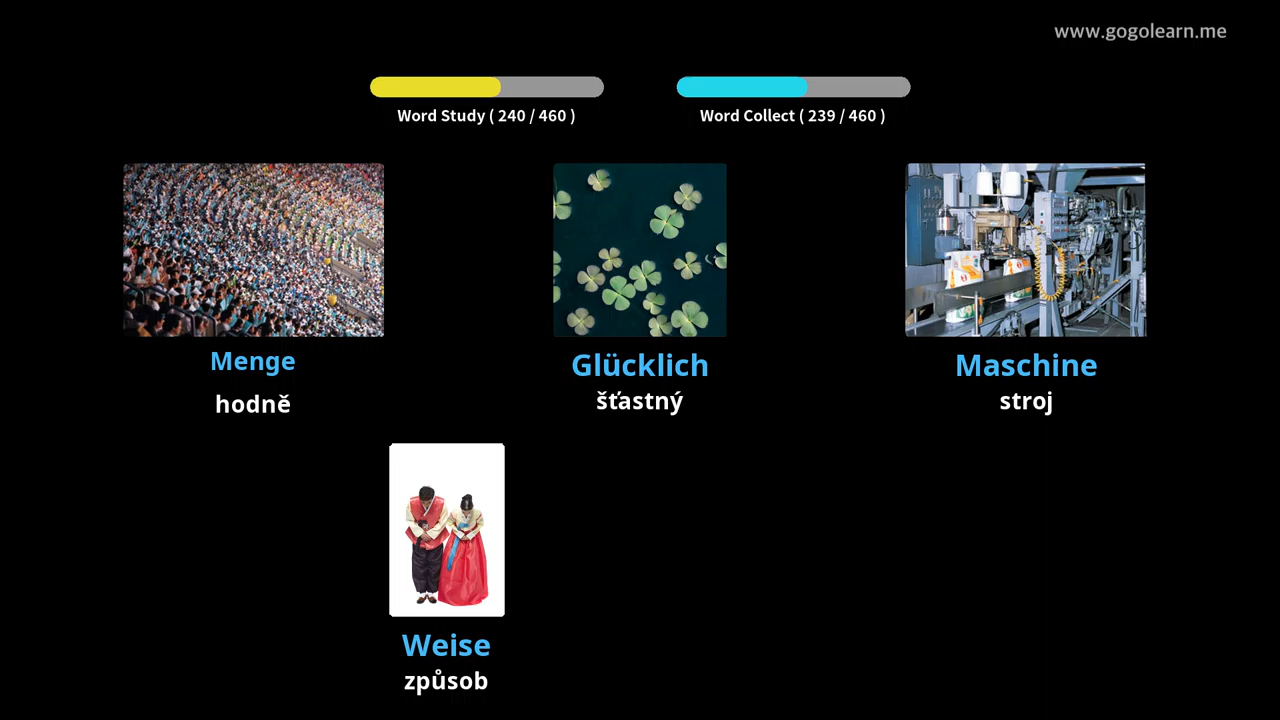 www.gogolearn.me
Word Study ( 240 / 460 )
Word Collect ( 239 / 460 )
Menge
hodně
Glücklich
šťastný
Maschine
stroj
Weise
způsob